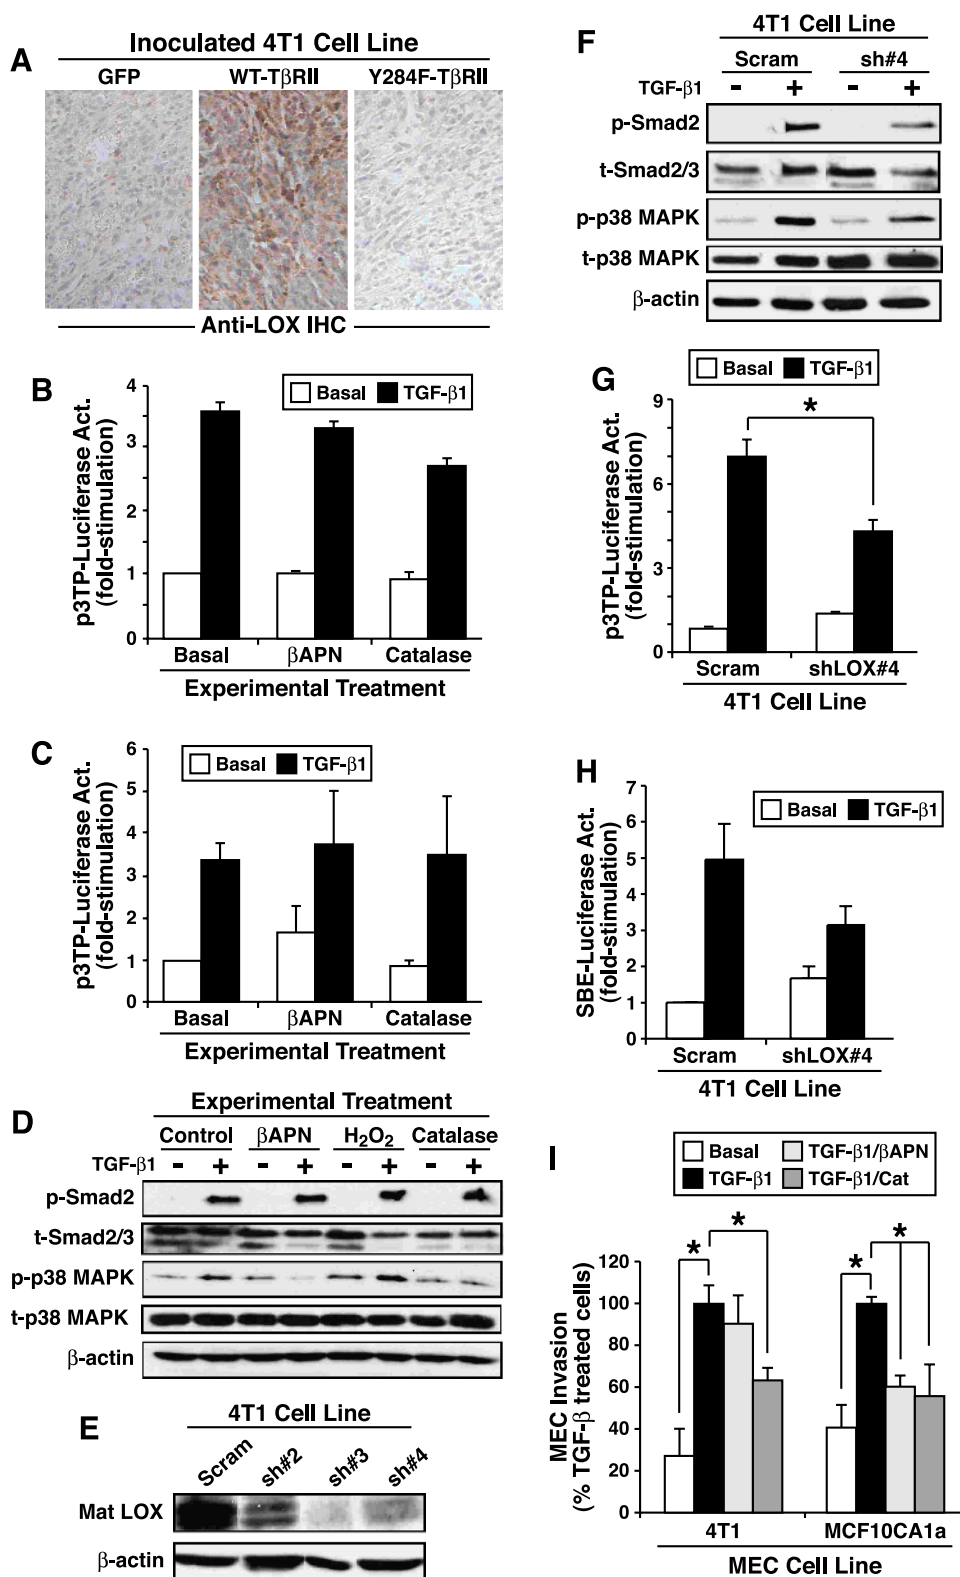 A
Inoculated 4T1 Cell Line
GFP WT-TβRII Y284F-TβRII
Anti-LOX IHC
B
Basal TGF-β1
p3TP-Luciferase Act.
(fold-stimulation)
4
3
2
1
0
Basal βAPN Catalase
Experimental Treatment
C
Basal TGF-β1
p3TP-Luciferase Act.
(fold-stimulation)
6
5
4
3
2
1
0
Basal βAPN Catalase
Experimental Treatment
D
Experimental Treatment
Control βAPN H₂O₂ Catalase
TGF-β1 - + - + - + - +
p-Smad2
t-Smad2/3
p-p38 MAPK
t-p38 MAPK
β-actin
E
4T1 Cell Line
Scram sh#2 sh#3 sh#4
Mat LOX
β-actin
F
4T1 Cell Line
Scram sh#4
TGF-β1 - + - +
p-Smad2
t-Smad2/3
p-p38 MAPK
t-p38 MAPK
β-actin
G
Basal TGF-β1
p3TP-Luciferase Act.
(fold-stimulation)
9
7
5
3
2
0
*
Scram shLOX#4
4T1 Cell Line
H
Basal TGF-β1
SBE-Luciferase Act.
(fold-stimulation)
7
6
5
4
3
2
1
0
Scram shLOX#4
4T1 Cell Line
I
Basal TGF-β1/βAPN
TGF-β1 TGF-β1/Cat
MEC Invasion
(% TGF-β treated cells)
120
100
80
60
40
20
0
* * * *
4T1 MCF10CA1a
MEC Cell Line